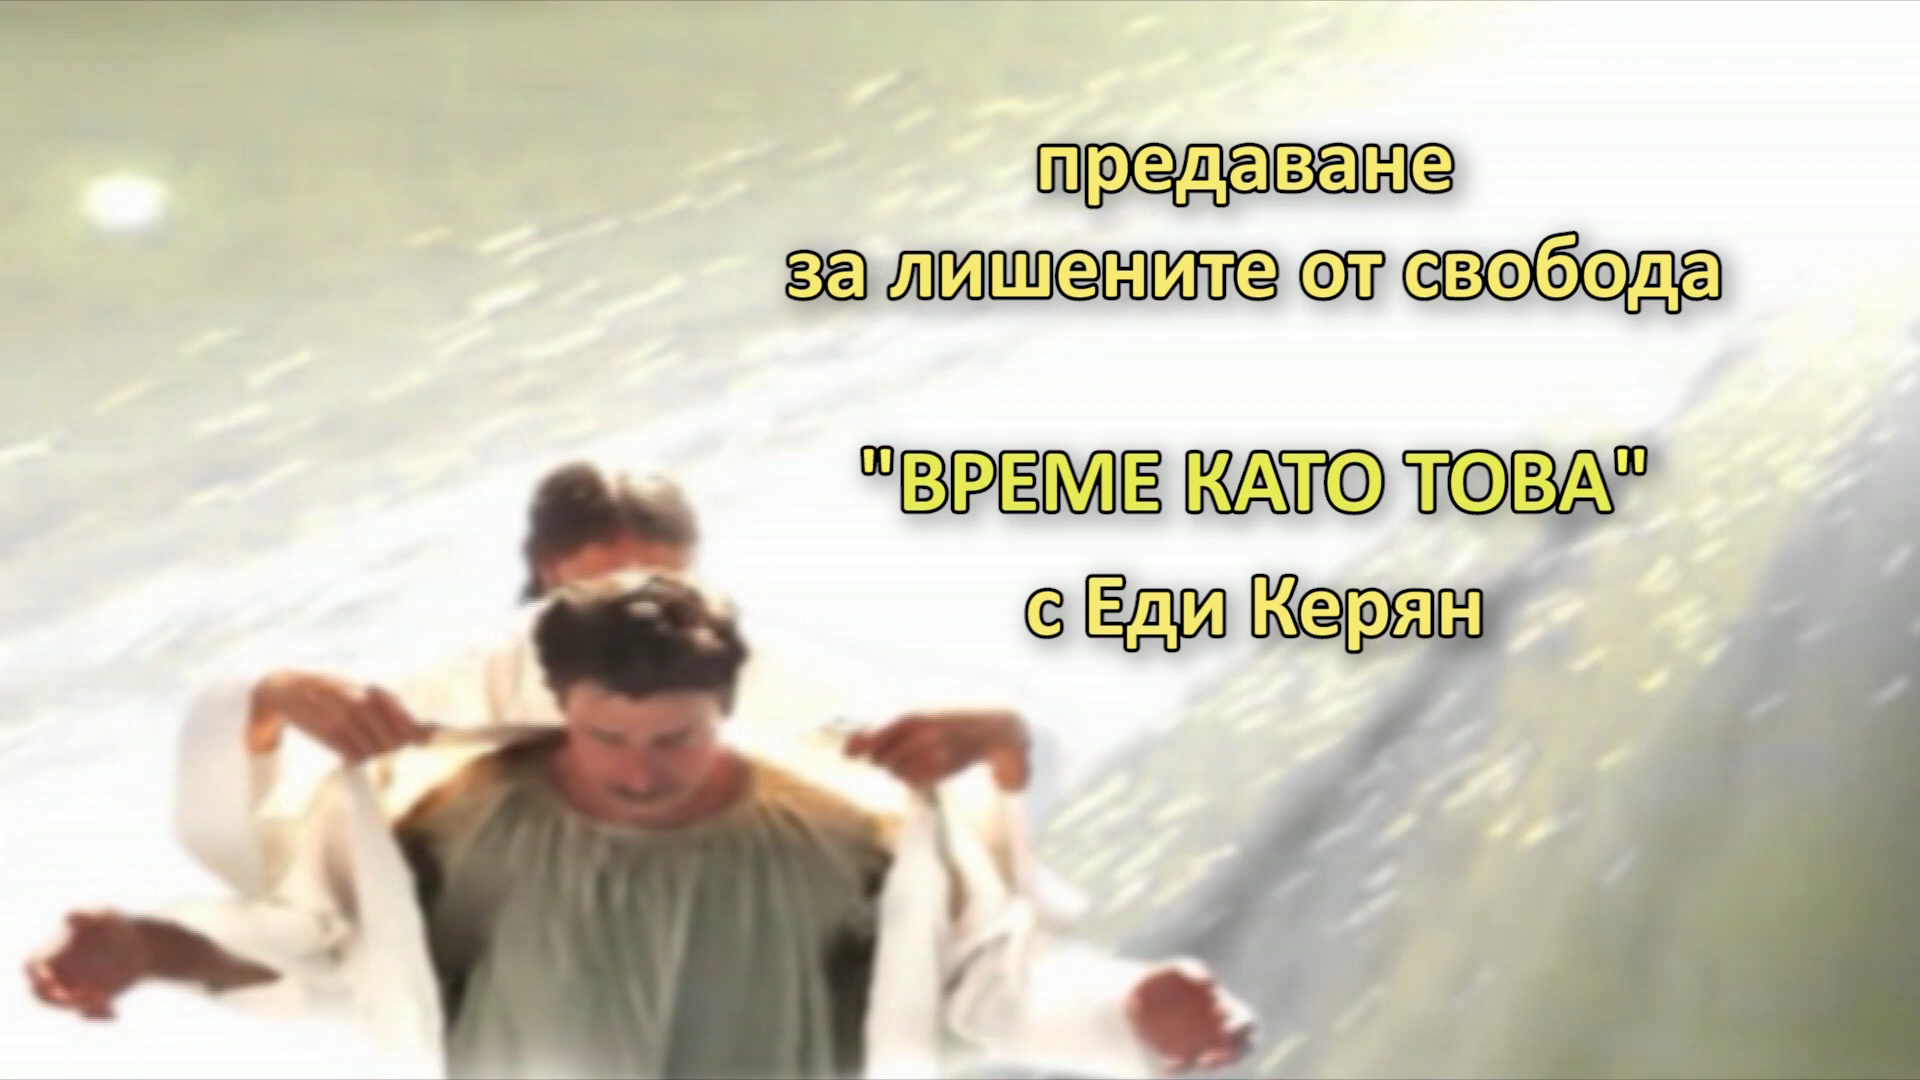 предаване
за лишените от свобода
"ВРЕМЕ КАТО ТОВА"
с Еди Керян